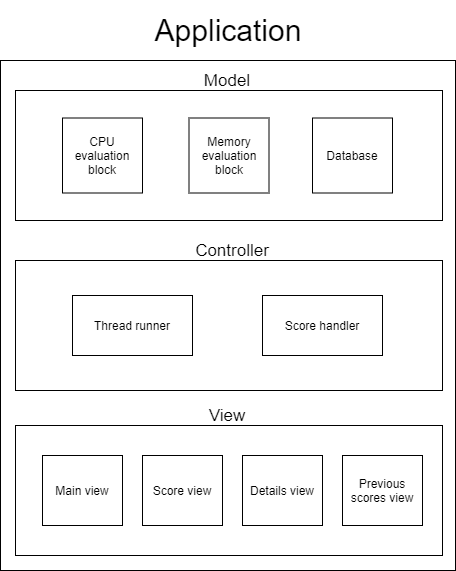 Application
Model
CPU
evaluation
block
Memory
evaluation
block
Database
Controller
Thread runner
Score handler
View
Main view
Score view
Details view
Previous
scores view